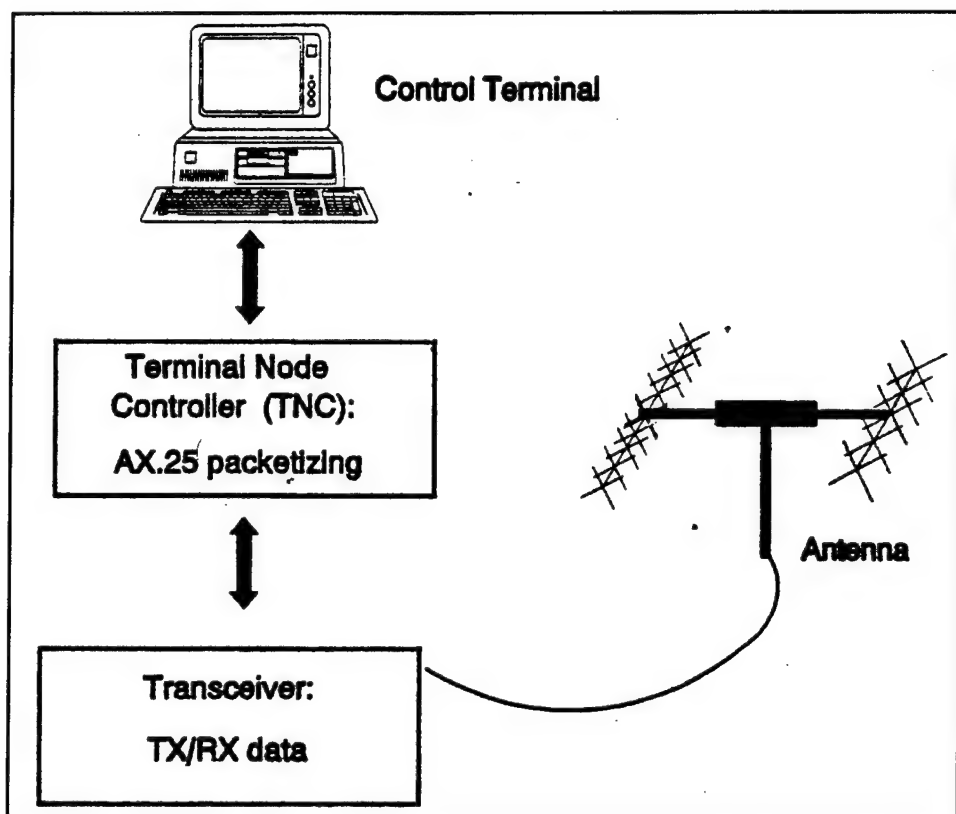 Control Terminal
Terminal Node
Controller (TNC):
AX.25 packetizing
Antenna
Transceiver:
TX/RX data